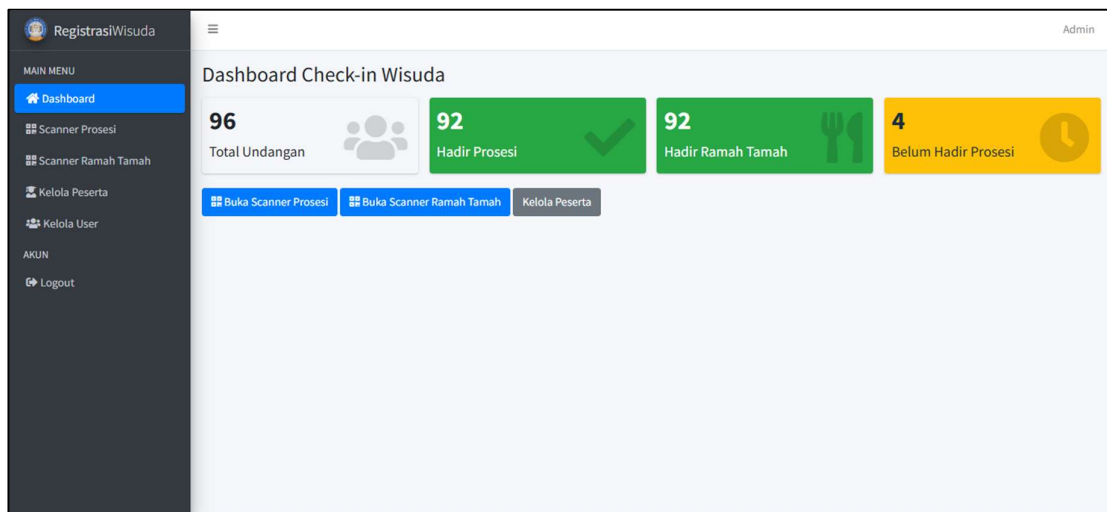 RegistrasiWisuda
Admin
MAIN MENU
Dashboard
Scanner Prosesi
Scanner Ramah Tamah
Kelola Peserta
Kelola User
AKUN
Logout
Dashboard Check-in Wisuda
96
Total Undangan
92
Hadir Prosesi
92
Hadir Ramah Tamah
4
Belum Hadir Prosesi
Buka Scanner Prosesi
Buka Scanner Ramah Tamah
Kelola Peserta